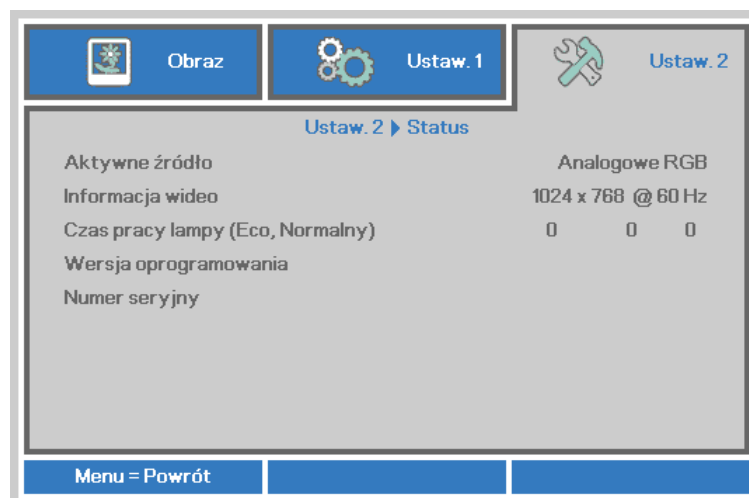 Obraz
Ustaw. 1
Ustaw. 2
Ustaw. 2 Status
Aktywne źródło Analogowe RGB
Informacja wideo 1024 x 768 @ 60 Hz
Czas pracy lampy (Eco, Normalny) 0 0 0
Wersja oprogramowania
Numer seryjny
Menu = Powrót